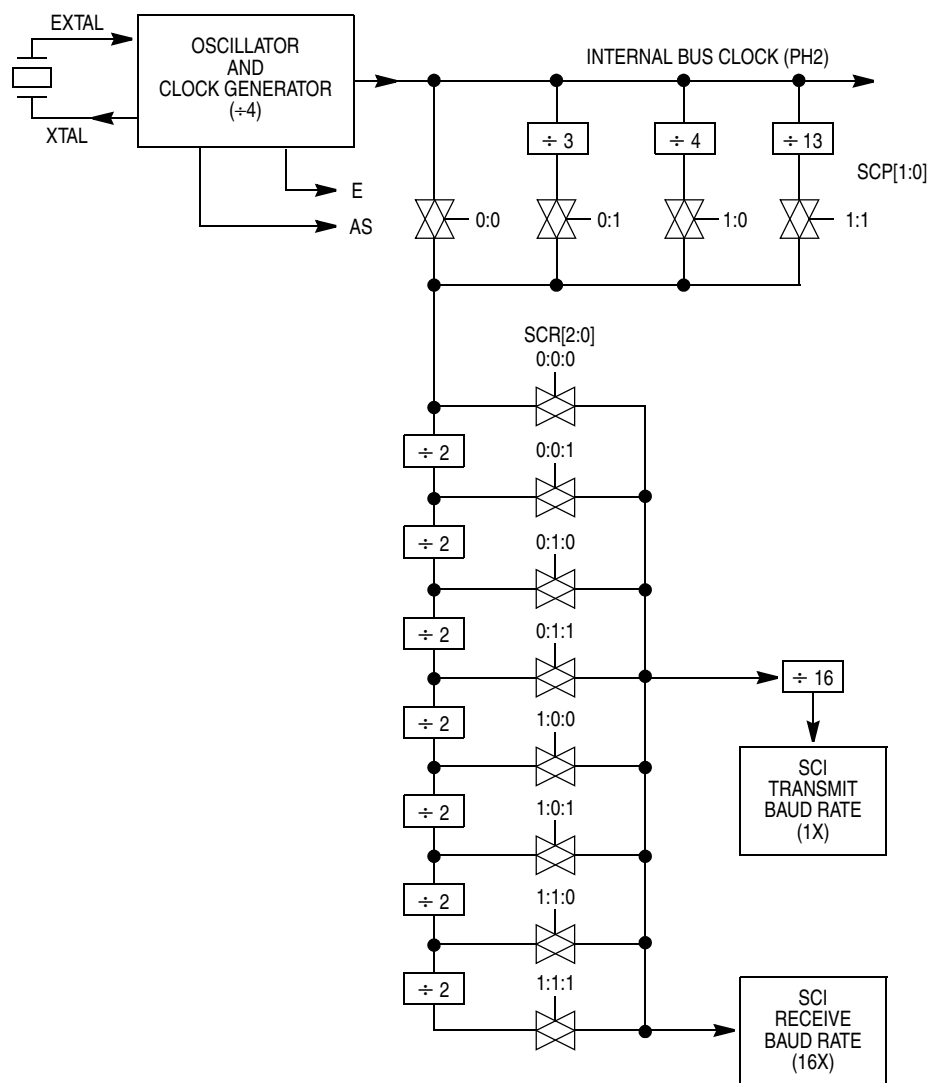 EXTAL
OSCILLATOR
AND
CLOCK GENERATOR
(÷4)
XTAL
INTERNAL BUS CLOCK (PH2)
÷ 3
÷ 4
÷ 13
SCP[1:0]
E
AS
0:0
0:1
1:0
1:1
SCR[2:0]
0:0:0
÷ 2
0:0:1
÷ 2
0:1:0
÷ 2
0:1:1
÷ 16
÷ 2
1:0:0
SCI
TRANSMIT
BAUD RATE
(1X)
÷ 2
1:0:1
÷ 2
1:1:0
÷ 2
1:1:1
SCI
RECEIVE
BAUD RATE
(16X)